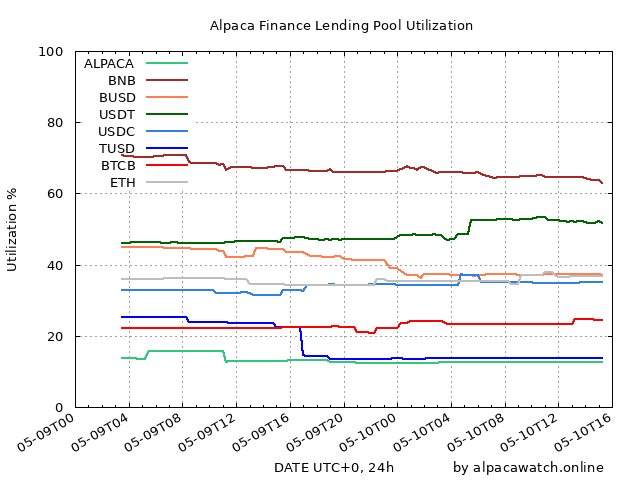 Alpaca Finance Lending Pool Utilization
100
80
60
40
20
0
Utilization %
ALPACA
BNB
BUSD
USDT
USDC
TUSD
BTCB
ETH
05-09T00
05-09T04
05-09T08
05-09T12
05-09T16
05-09T20
05-10T00
05-10T04
05-10T08
05-10T12
05-10T16
DATE UTC+0, 24h
by alpacawatch.online